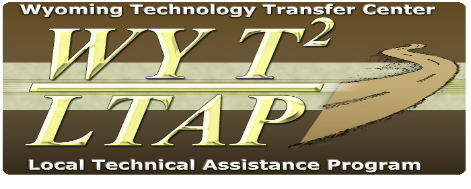 Wyoming Technology Transfer Center
WY T²
LTAP
Local Technical Assistance Program